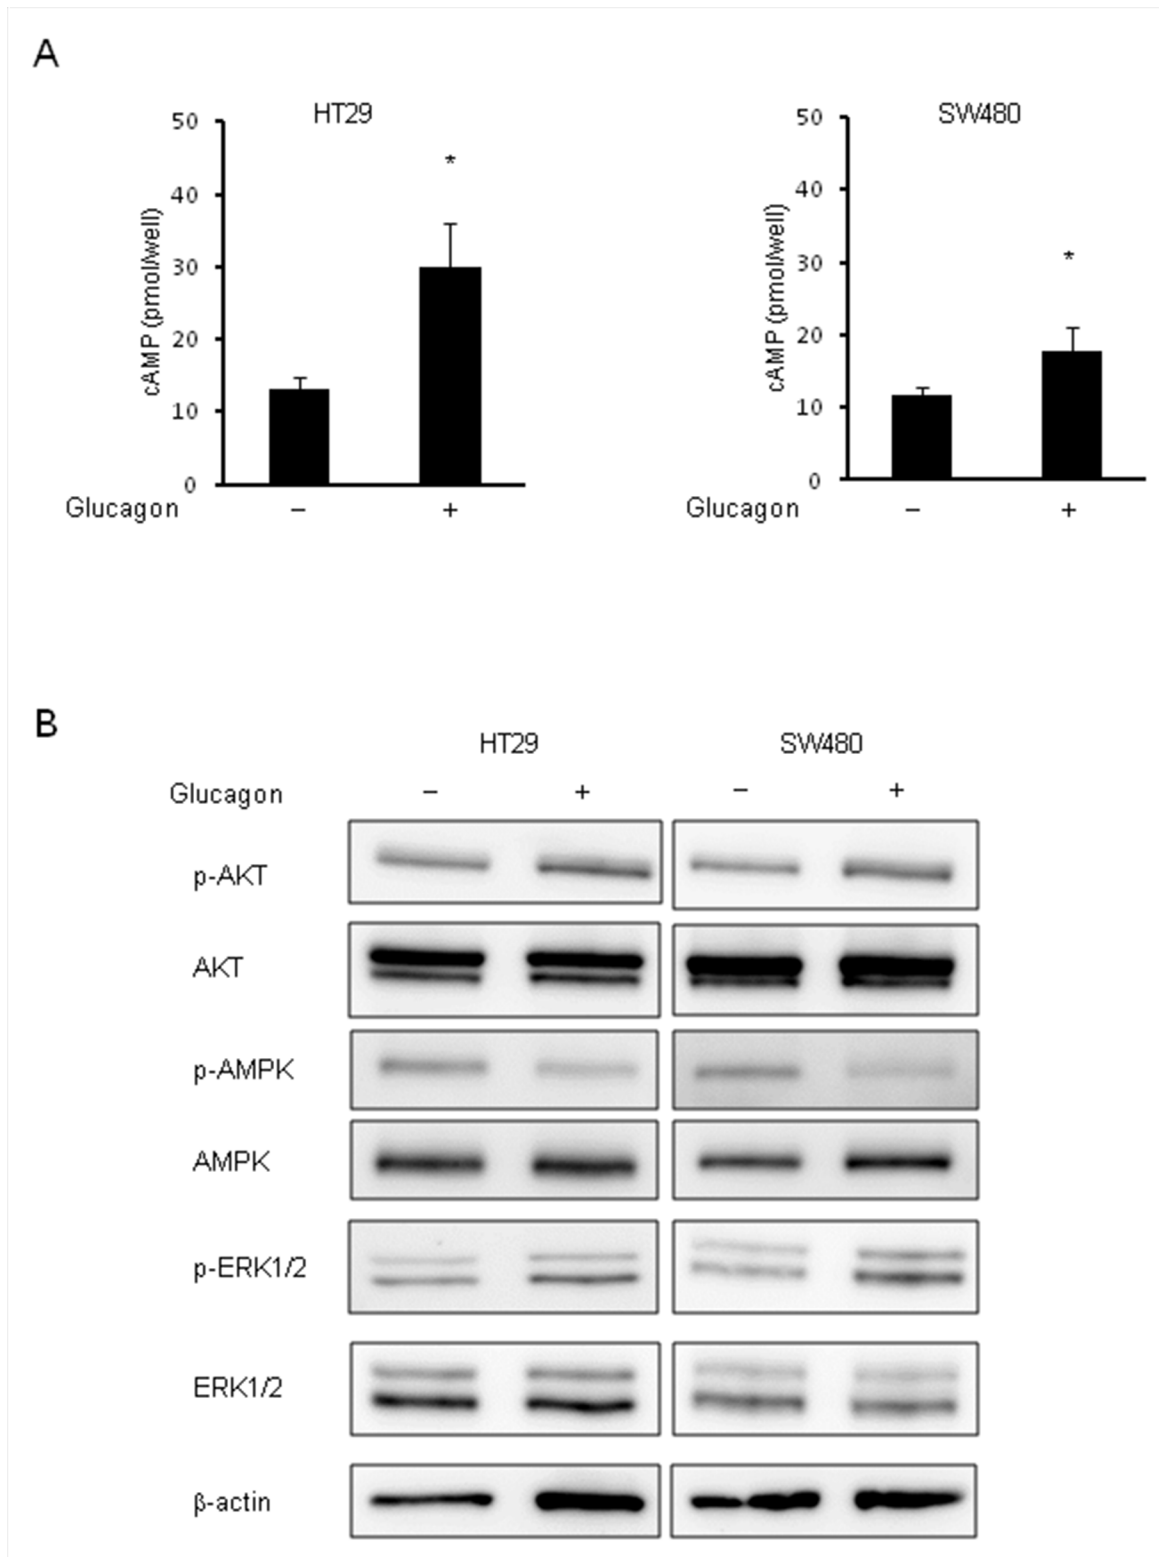 A
HT29
50
40
30
20
10
0
cAMP (pmol/well)
*
Glucagon – +
SW480
50
40
30
20
10
0
cAMP (pmol/well)
*
Glucagon – +
B
HT29 SW480
Glucagon – + – +
p-AKT
AKT
p-AMPK
AMPK
p-ERK1/2
ERK1/2
β-actin